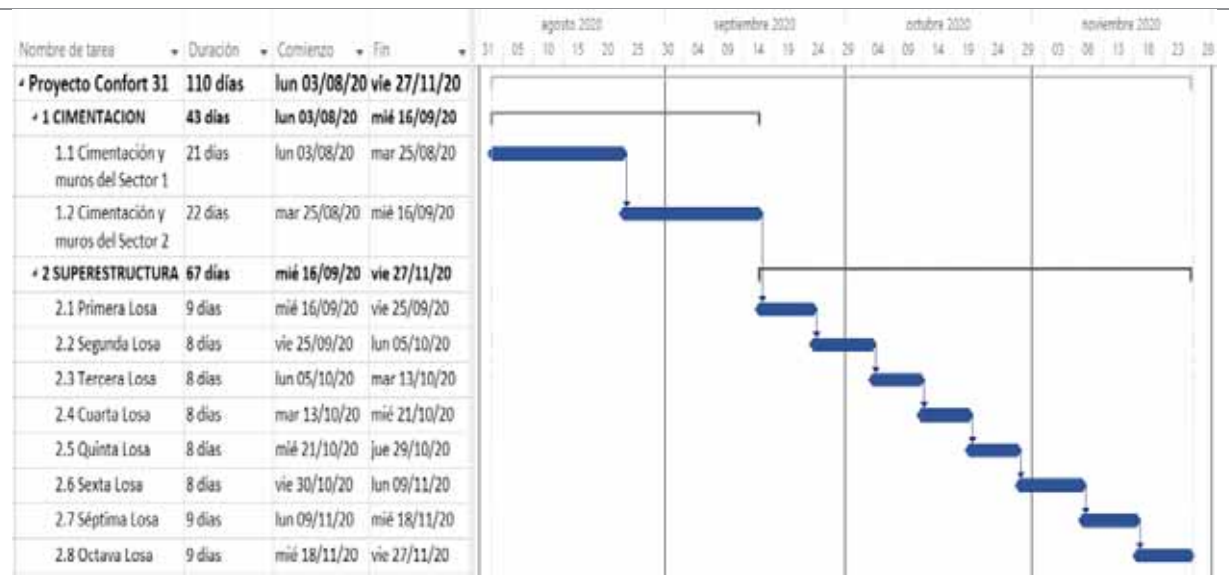 agosto 2020 septiembre 2020 octubre 2020 noviembre 2020
Nombre de tarea Duración Comienzo Fin 31 05 10 15 20 25 30 04 09 14 19 24 29 04 09 14 19 24 29 03 08 13 18 23 28
Proyecto Confort 31 110 días lun 03/08/20 vie 27/11/20
1 CIMENTACION 43 días lun 03/08/20 mié 16/09/20
1.1 Cimentación y 21 días lun 03/08/20 mar 25/08/20
muros del Sector 1
1.2 Cimentación y 22 días mar 25/08/20 mié 16/09/20
muros del Sector 2
2 SUPERESTRUCTURA 67 días mié 16/09/20 vie 27/11/20
2.1 Primera Losa 9 días mié 16/09/20 vie 25/09/20
2.2 Segunda Losa 8 días vie 25/09/20 lun 05/10/20
2.3 Tercera Losa 8 días lun 05/10/20 mar 13/10/20
2.4 Cuarta Losa 8 días mar 13/10/20 mié 21/10/20
2.5 Quinta Losa 8 días mié 21/10/20 jue 29/10/20
2.6 Sexta Losa 8 días vie 30/10/20 lun 09/11/20
2.7 Séptima Losa 9 días lun 09/11/20 mié 18/11/20
2.8 Octava Losa 9 días mié 18/11/20 vie 27/11/20